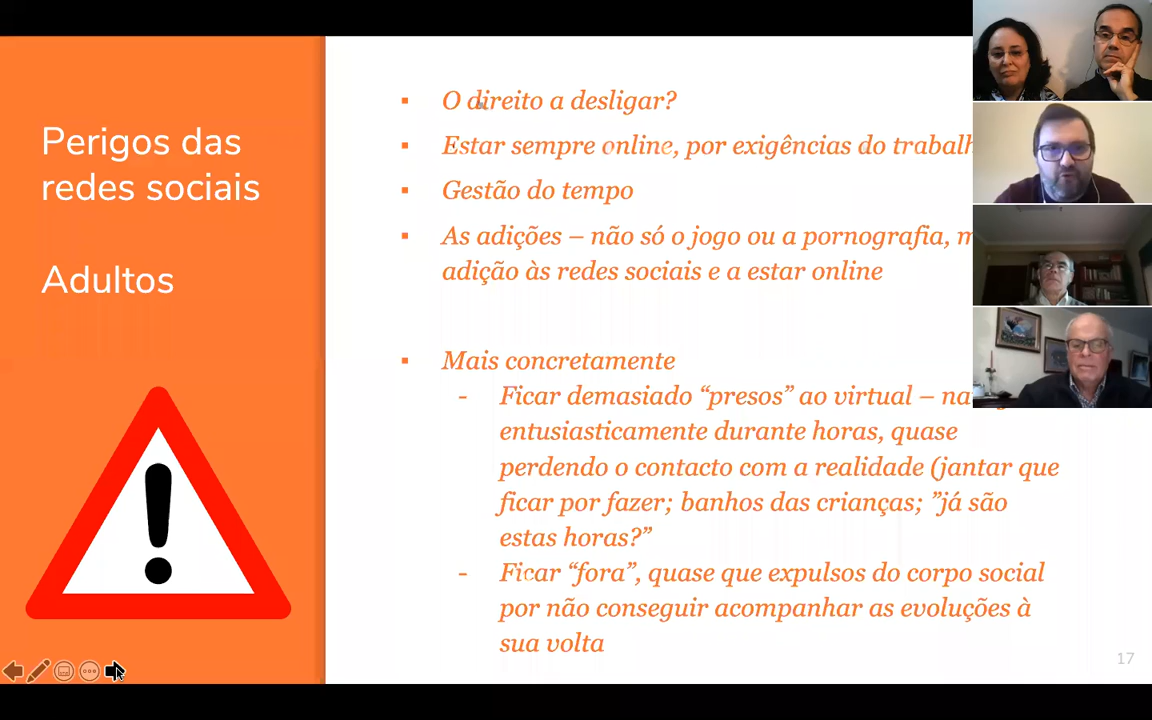 Perigos das
redes sociais
Adultos
O direito a desligar?
Estar sempre online, por exigências do
Gestão do tempo
As adições – não só o jogo ou a pornografia,
adição às redes sociais e a estar online
Mais concretamente
- Ficar demasiado “presos” ao virtual –
entusiasticamente durante horas, quase
perdendo o contacto com a realidade (jantar que
ficar por fazer; banhos das crianças; ”já são
estas horas?”
- Ficar “fora”, quase que expulsos do corpo social
por não conseguir acompanhar as evoluções à
sua volta
17